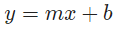 y = mx + b